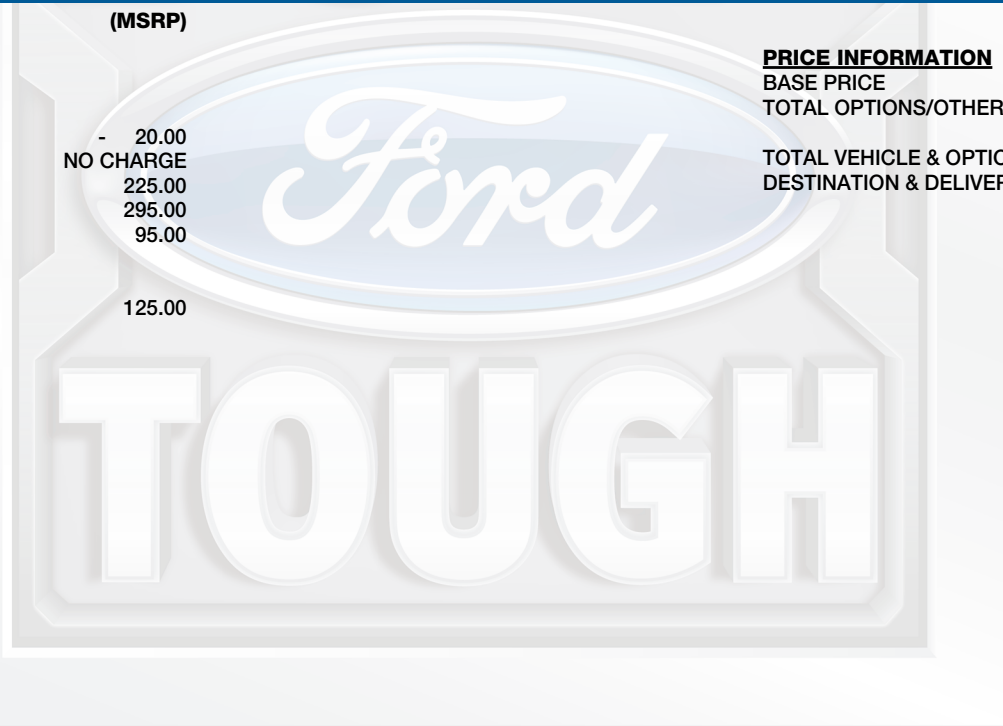 (MSRP)
- 20.00
NO CHARGE
225.00
295.00
95.00
125.00
PRICE INFORMATION
BASE PRICE
TOTAL OPTIONS/OTHER
TOTAL VEHICLE & OPTIO
DESTINATION & DELIVER
Ford
TOUGH